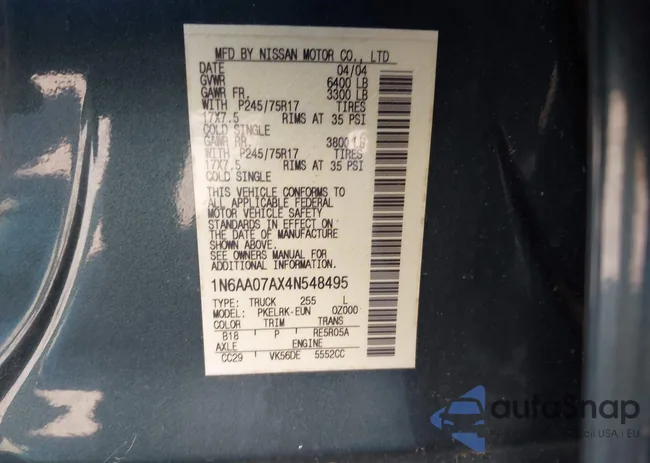 MFD BY NISSAN MOTOR CO., LTD
DATE 04/04
GVWR 6400 LB
GAWR FR. 3300 LB
WITH P245/75R17 TIRES
17X7.5 RIMS AT 35 PSI
COLD SINGLE
GAWR RR. 3800 LB
WITH P245/75R17 TIRES
17X7.5 RIMS AT 35 PSI
COLD SINGLE
THIS VEHICLE CONFORMS TO
ALL APPLICABLE FEDERAL
MOTOR VEHICLE SAFETY
STANDARDS IN EFFECT ON
THE DATE OF MANUFACTURE
SHOWN ABOVE.
SEE OWNERS MANUAL FOR
ADDITIONAL INFORMATION
1N6AA07AX4N548495
TYPE: TRUCK 255 L
MODEL: PKELRK-EUN 0Z000
COLOR TRIM TRANS
B18 P RE5R05A
AXLE ENGINE
CC29 VK56DE 5552CC
autoSnap
USA i EU